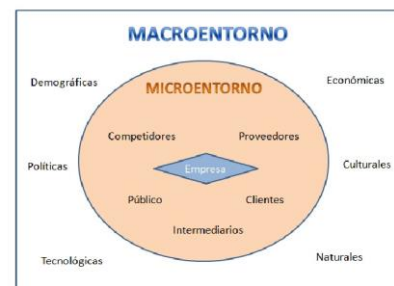 MACROENTORNO
Demográficas
Económicas
MICROENTORNO
Competidores
Proveedores
Políticas
Empresa
Culturales
Público
Clientes
Intermediarios
Tecnológicas
Naturales